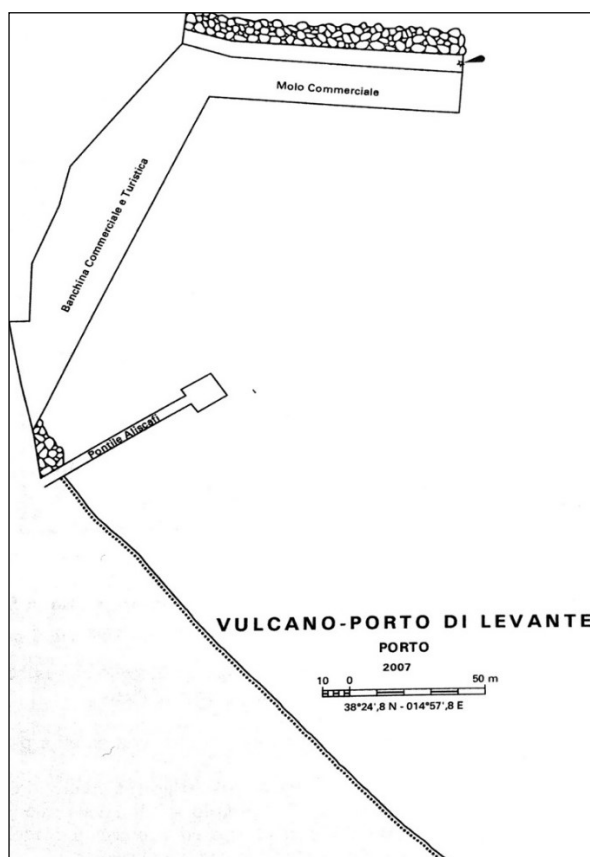 Molo Commerciale
Banchina Commerciale e Turistica
Pontile Aliscafi
VULCANO-PORTO DI LEVANTE
PORTO
2007
10 0 50 m
38°24',8 N - 014°57',8 E